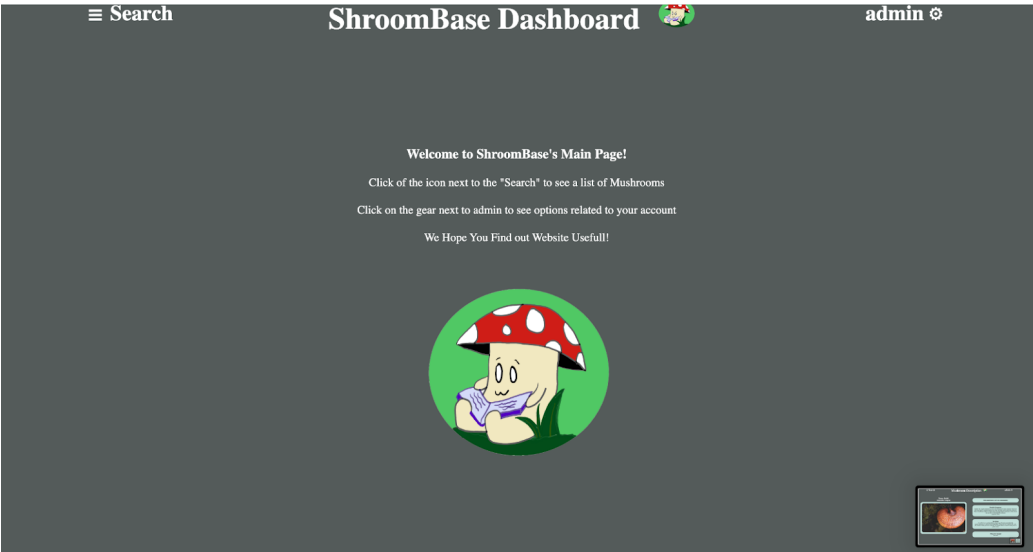 Search
ShroomBase Dashboard
admin
Welcome to ShroomBase's Main Page!
Click of the icon next to the "Search" to see a list of Mushrooms
Click on the gear next to admin to see options related to your account
We Hope You Find out Website Usefull!